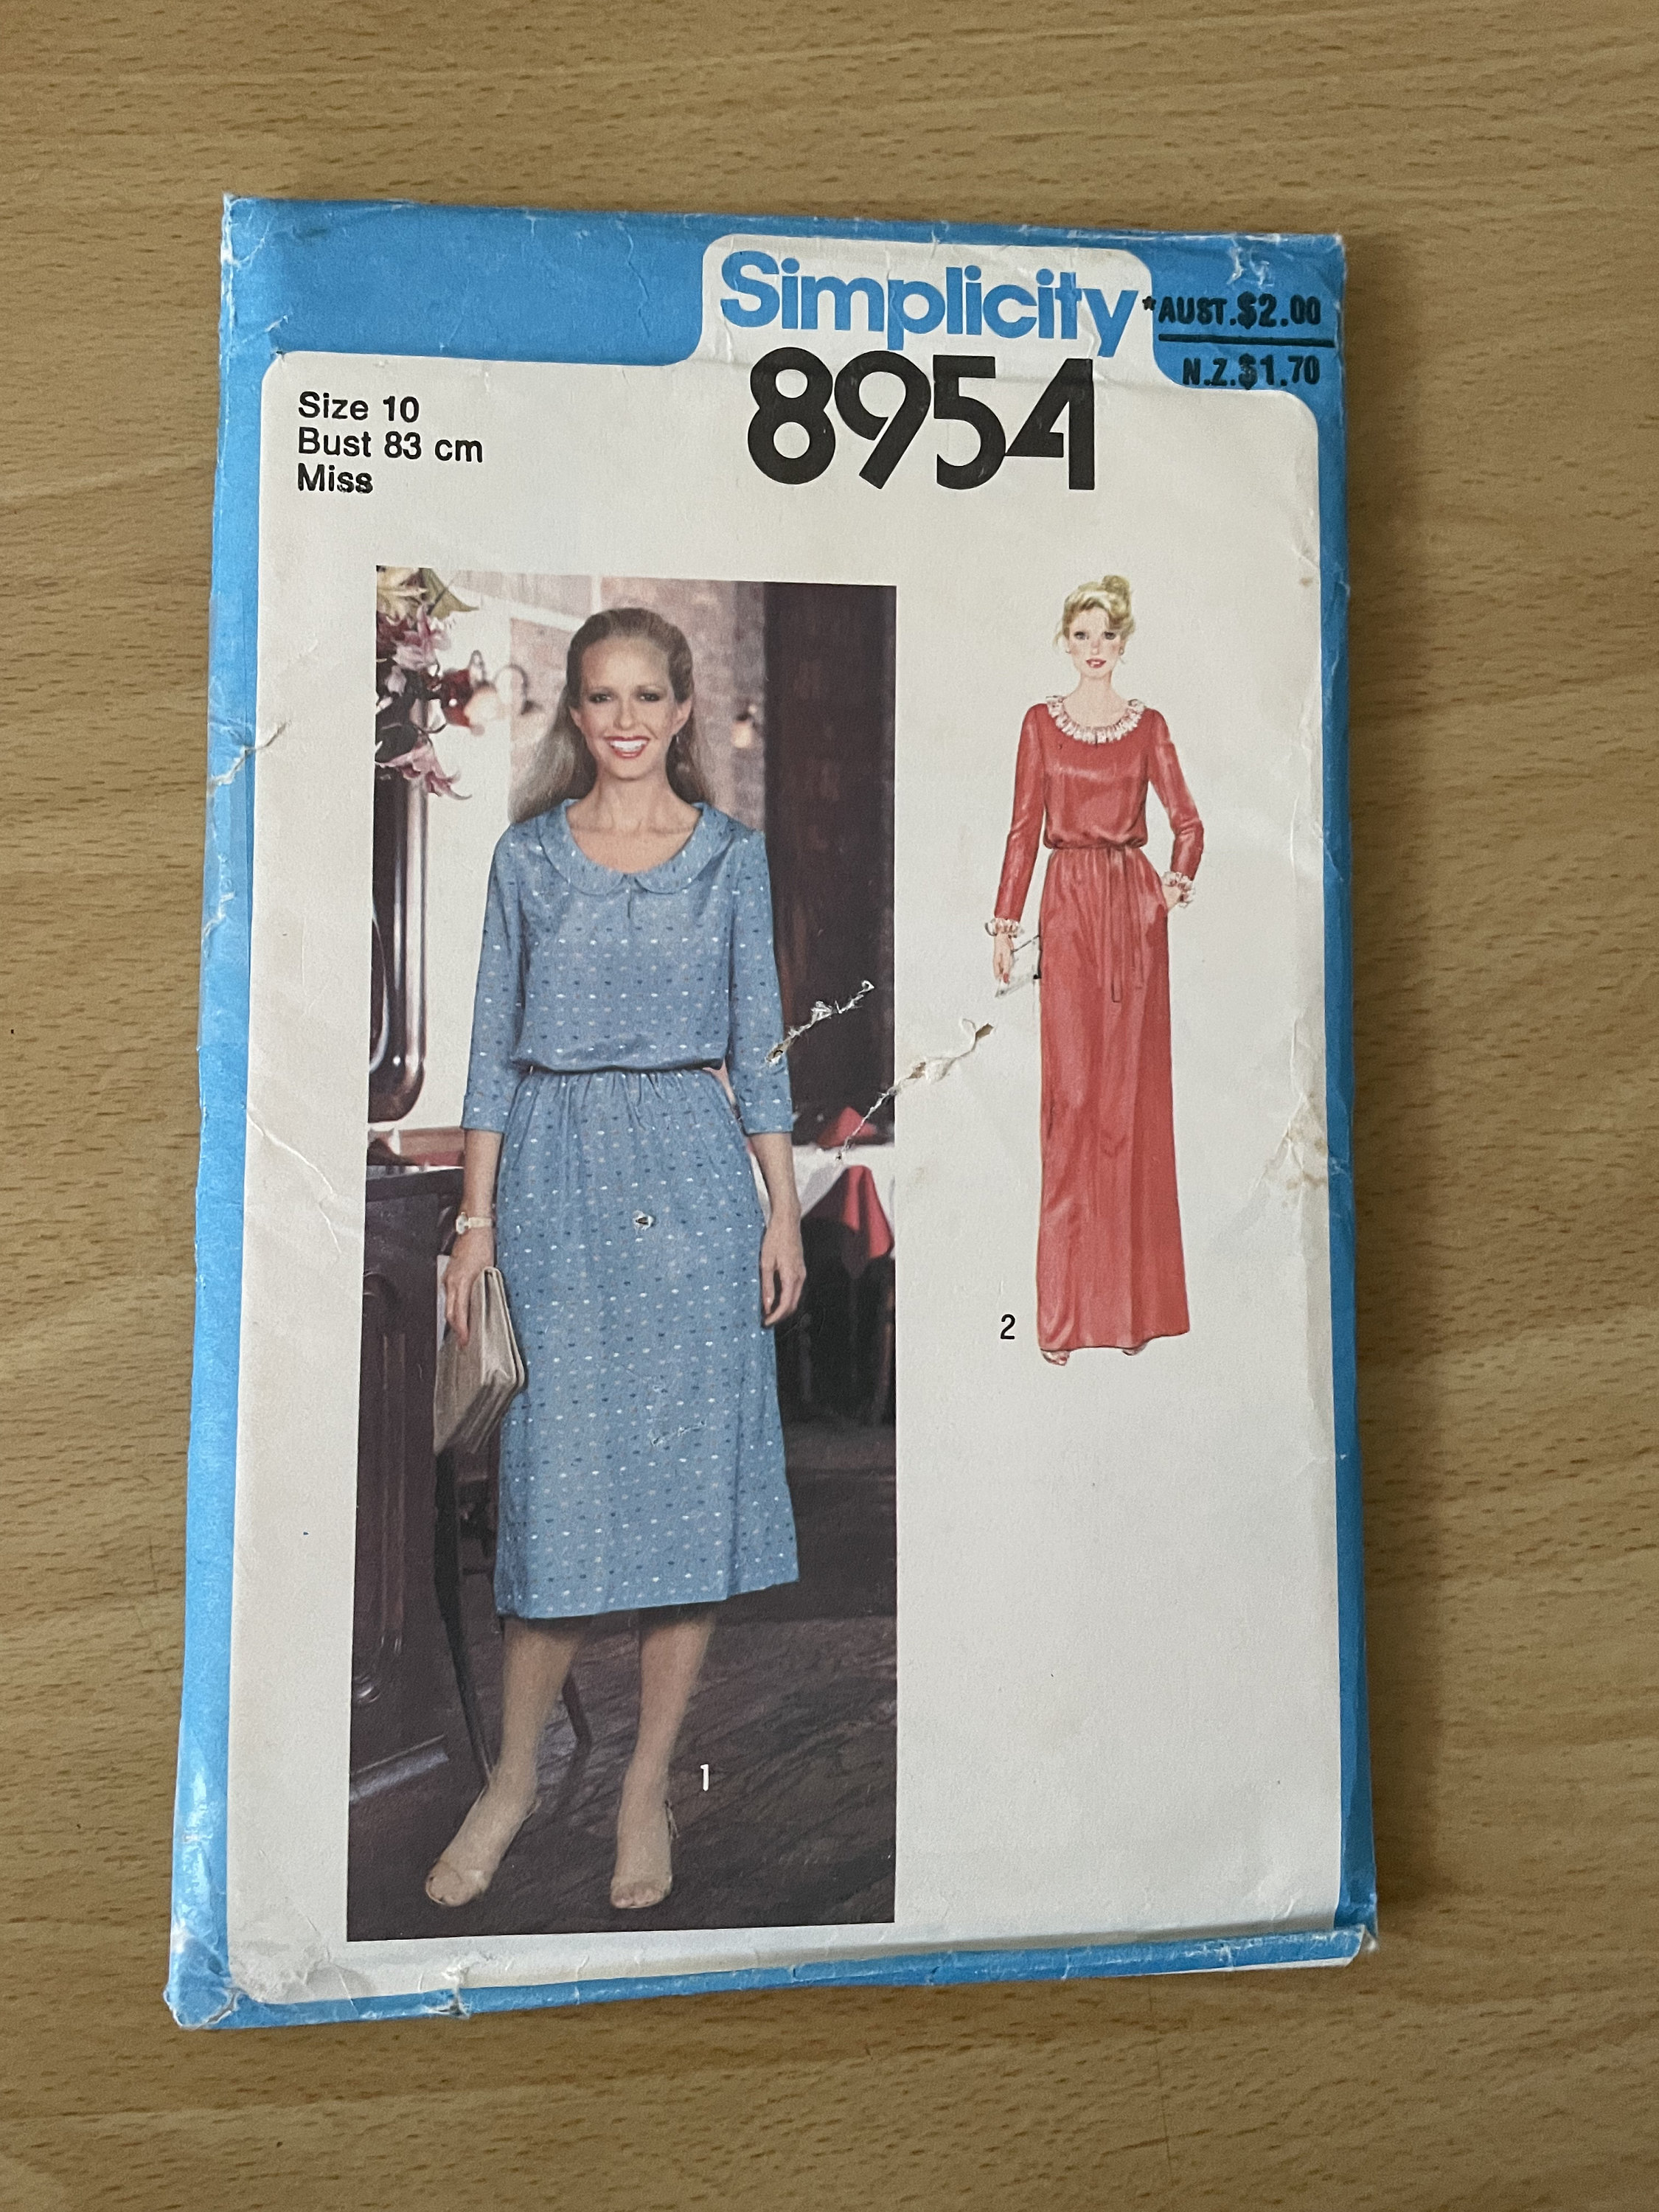 Simplicity
8954
*AUST.$2.00
N.Z.$1.70
Size 10
Bust 83 cm
Miss
2
1